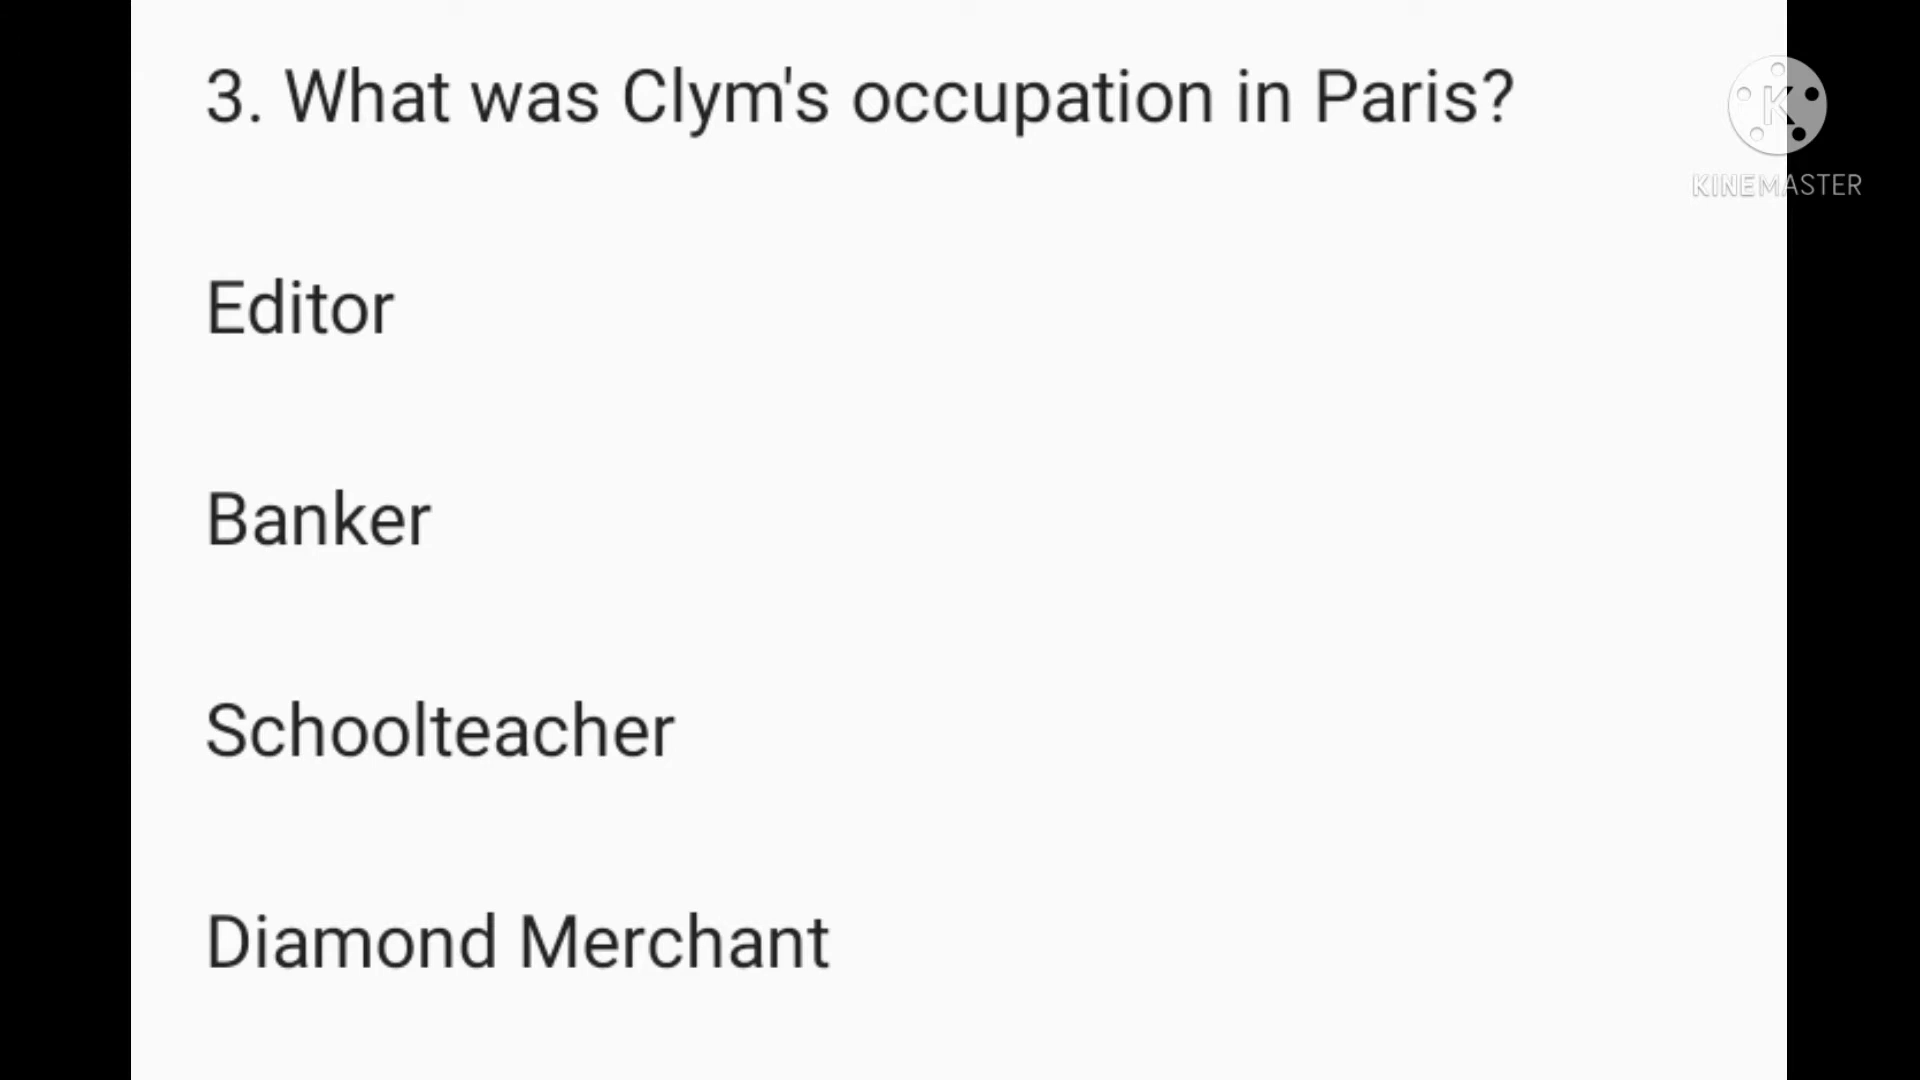 3. What was Clym's occupation in Paris?
KINEMASTER
Editor
Banker
Schoolteacher
Diamond Merchant